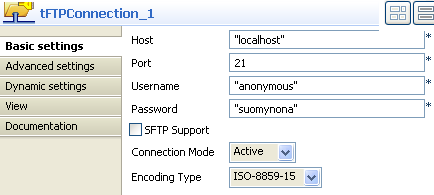 tFTPConnection_1
Basic settings
Advanced settings
Dynamic settings
View
Documentation
Host "localhost" *
Port 21 *
Username "anonymous" *
Password "suomynona" *
SFTP Support
Connection Mode Active
Encoding Type ISO-8859-15